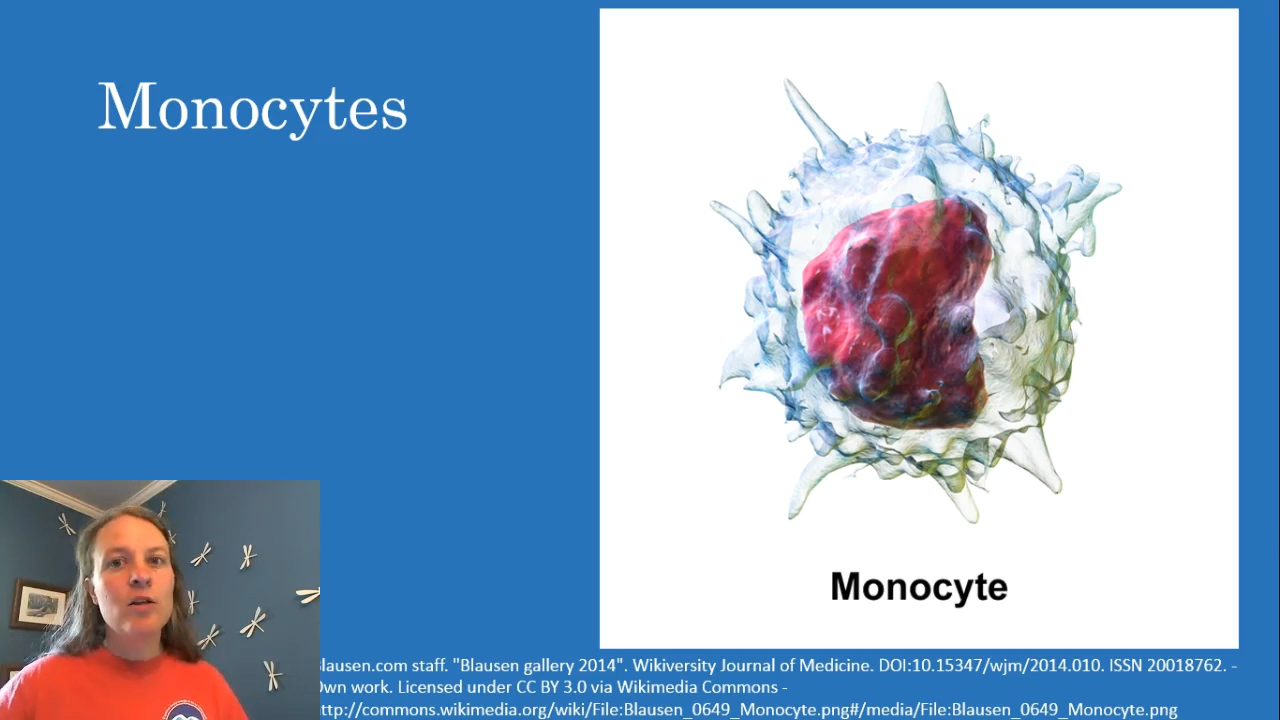 Monocytes
Monocyte
lausen.com staff. "Blausen gallery 2014". Wikiversity Journal of Medicine. DOI:10.15347/wjm/2014.010. ISSN 20018762. -
wn work. Licensed under CC BY 3.0 via Wikimedia Commons -
ttp://commons.wikimedia.org/wiki/File:Blausen_0649_Monocyte.png#/media/File:Blausen_0649_Monocyte.png